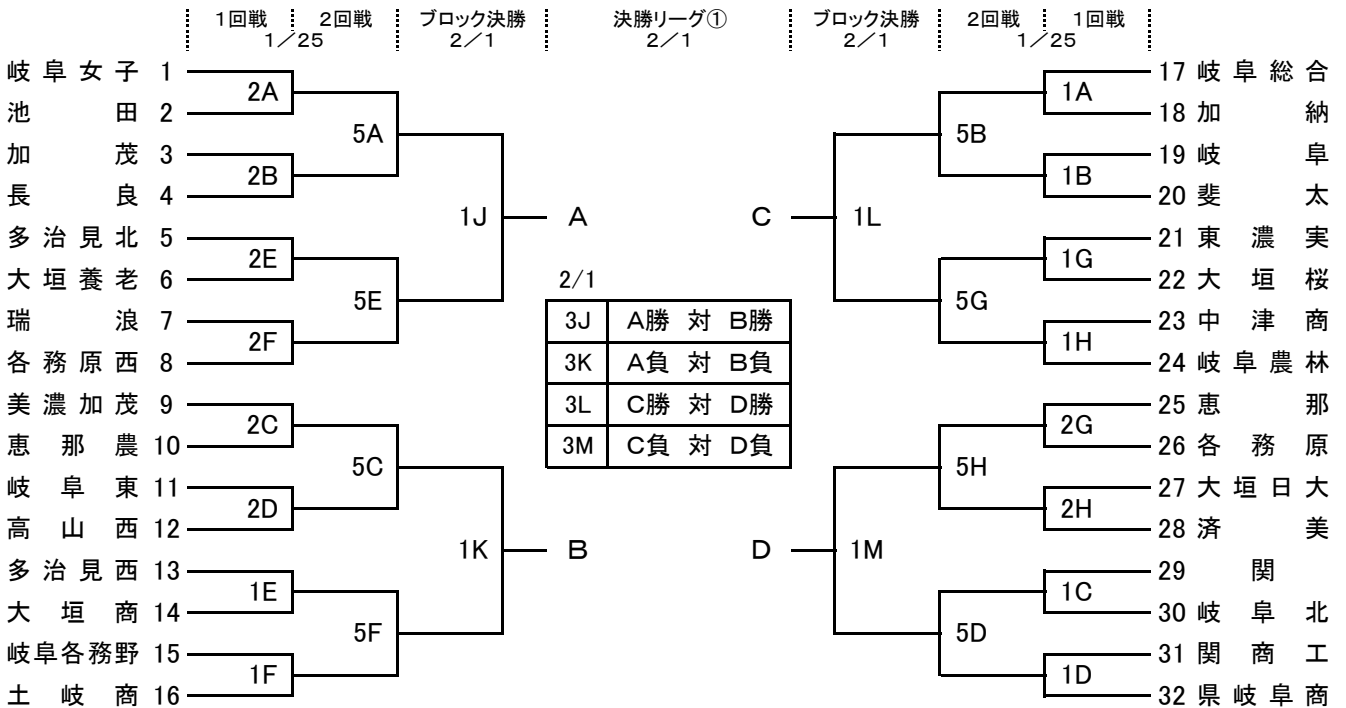 1回戦 2回戦 ブロック決勝 決勝リーグ① ブロック決勝 2回戦 1回戦
1／25 2／1 2／1 2／1 1／25
岐阜女子 1
2A
池田 2
5A
加茂 3
2B
長良 4
1J A
多治見北 5
2E
大垣養老 6
5E
瑞浪 7
2F
各務原西 8
美濃加茂 9
2C
恵那農 10
5C
岐阜東 11
2D
高山西 12
1K B
多治見西 13
1E
大垣商 14
5F
岐阜各務野 15
1F
土岐商 16
2/1
3J A勝 対 B勝
3K A負 対 B負
3L C勝 対 D勝
3M C負 対 D負
17 岐阜総合
1A
18 加納
5B
19 岐阜
1B
20 斐太
C 1L
21 東濃実
1G
22 大垣桜
5G
23 中津商
1H
24 岐阜農林
25 恵那
2G
26 各務原
5H
27 大垣日大
2H
28 済美
D 1M
29 関
1C
30 岐阜北
5D
31 関商工
1D
32 県岐阜商